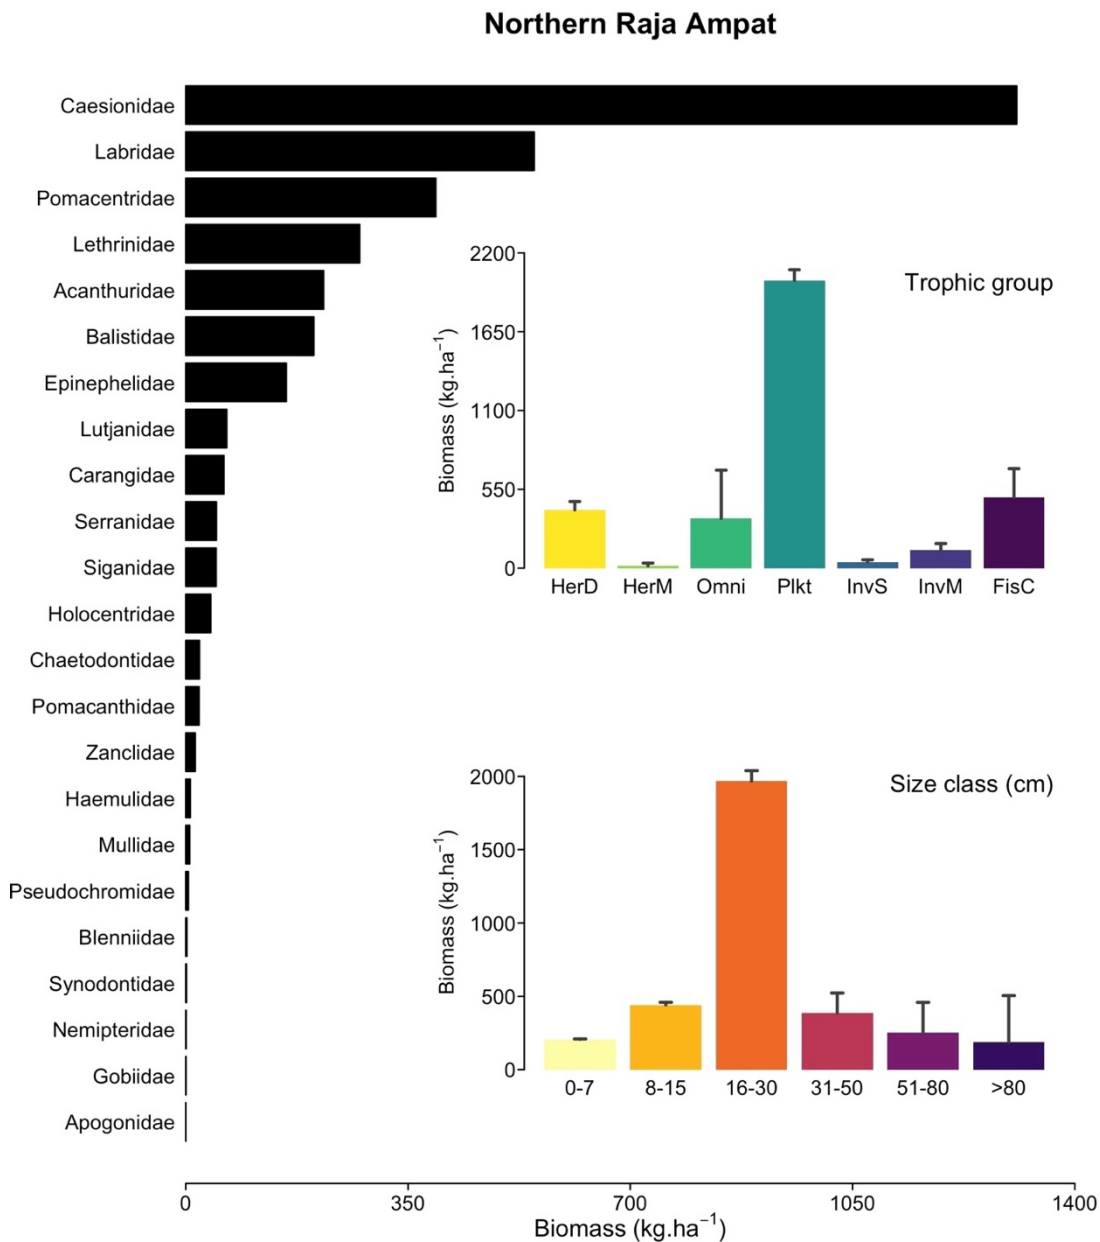 Northern Raja Ampat
Caesionidae
Labridae
Pomacentridae
Lethrinidae
Acanthuridae
Balistidae
Epinephelidae
Lutjanidae
Carangidae
Serranidae
Siganidae
Holocentridae
Chaetodontidae
Pomacanthidae
Zanclidae
Haemulidae
Mullidae
Pseudochromidae
Blenniidae
Synodontidae
Nemipteridae
Gobiidae
Apogonidae
0 350 700 1050 1400
Biomass (kg.ha⁻¹)
Trophic group
Biomass (kg.ha⁻¹)
2200
1650
1100
550
0
HerD HerM Omni Plkt InvS InvM FisC
Size class (cm)
Biomass (kg.ha⁻¹)
2000
1500
1000
500
0
0-7 8-15 16-30 31-50 51-80 >80